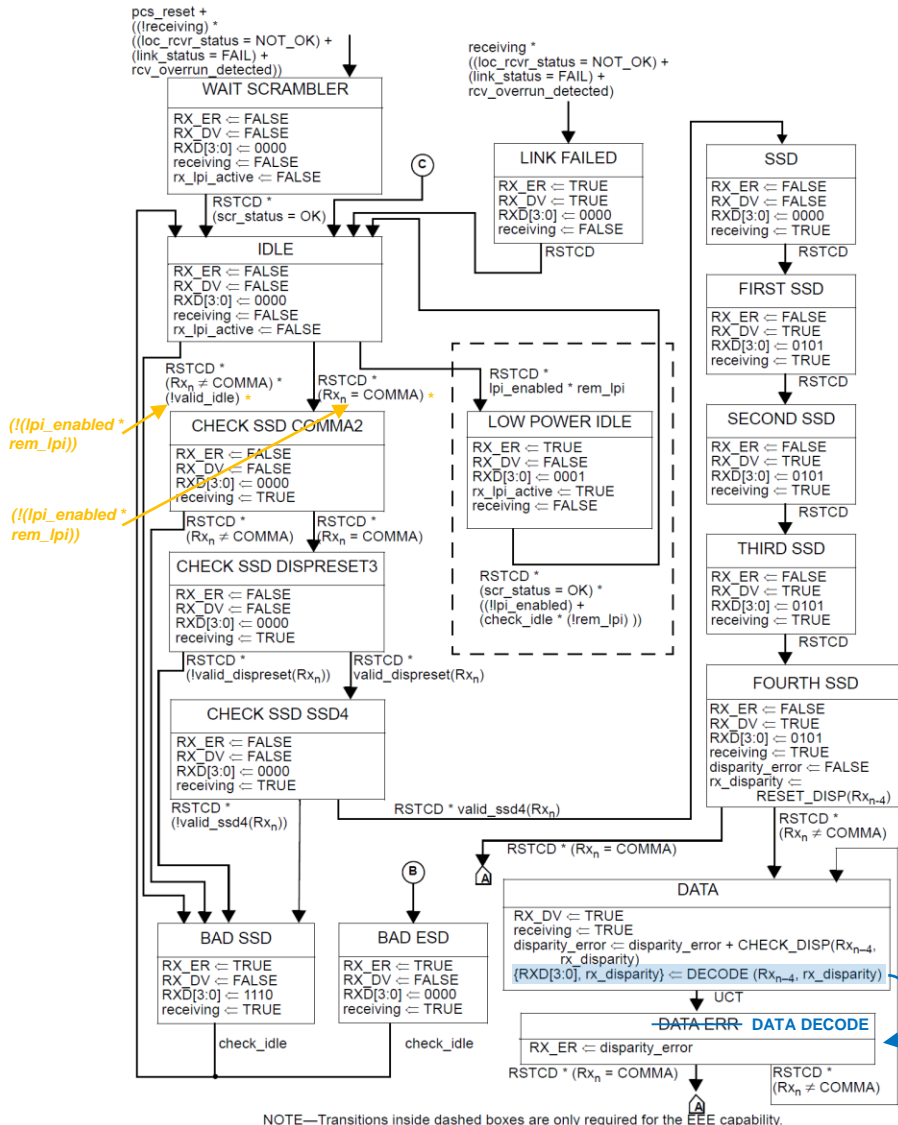 pcs_reset +
((!receiving) *
((loc_rcvr_status = NOT_OK) +
(link_status = FAIL) +
rcv_overrun_detected))
WAIT SCRAMBLER
RX_ER ⇐ FALSE
RX_DV ⇐ FALSE
RXD[3:0] ⇐ 0000
receiving ⇐ FALSE
rx_lpi_active ⇐ FALSE
RSTCD *
(scr_status = OK)
C
receiving *
((loc_rcvr_status = NOT_OK) +
(link_status = FAIL) +
rcv_overrun_detected)
LINK FAILED
RX_ER ⇐ TRUE
RX_DV ⇐ TRUE
RXD[3:0] ⇐ 0000
receiving ⇐ FALSE
RSTCD
IDLE
RX_ER ⇐ FALSE
RX_DV ⇐ FALSE
RXD[3:0] ⇐ 0000
receiving ⇐ FALSE
rx_lpi_active ⇐ FALSE
RSTCD *
(Rxn ≠ COMMA) *
(!valid_idle) *
RSTCD *
(Rxn = COMMA) *
(!(lpi_enabled *
rem_lpi))
(!(lpi_enabled *
rem_lpi))
RSTCD *
lpi_enabled * rem_lpi
LOW POWER IDLE
RX_ER ⇐ TRUE
RX_DV ⇐ FALSE
RXD[3:0] ⇐ 0001
rx_lpi_active ⇐ TRUE
receiving ⇐ FALSE
RSTCD *
(scr_status = OK) *
((!lpi_enabled) +
(check_idle * (!rem_lpi) ))
CHECK SSD COMMA2
RX_ER ⇐ FALSE
RX_DV ⇐ FALSE
RXD[3:0] ⇐ 0000
receiving ⇐ TRUE
RSTCD *
(Rxn ≠ COMMA)
RSTCD *
(Rxn = COMMA)
CHECK SSD DISPRESET3
RX_ER ⇐ FALSE
RX_DV ⇐ FALSE
RXD[3:0] ⇐ 0000
receiving ⇐ TRUE
RSTCD *
(!valid_dispreset(Rxn))
RSTCD *
valid_dispreset(Rxn)
CHECK SSD SSD4
RX_ER ⇐ FALSE
RX_DV ⇐ FALSE
RXD[3:0] ⇐ 0000
receiving ⇐ TRUE
RSTCD *
(!valid_ssd4(Rxn))
RSTCD * valid_ssd4(Rxn)
BAD SSD
RX_ER ⇐ TRUE
RX_DV ⇐ FALSE
RXD[3:0] ⇐ 1110
receiving ⇐ TRUE
check_idle
B
BAD ESD
RX_ER ⇐ TRUE
RX_DV ⇐ FALSE
RXD[3:0] ⇐ 0000
receiving ⇐ TRUE
check_idle
SSD
RX_ER ⇐ FALSE
RX_DV ⇐ FALSE
RXD[3:0] ⇐ 0000
receiving ⇐ TRUE
RSTCD
FIRST SSD
RX_ER ⇐ FALSE
RX_DV ⇐ TRUE
RXD[3:0] ⇐ 0101
receiving ⇐ TRUE
RSTCD
SECOND SSD
RX_ER ⇐ FALSE
RX_DV ⇐ TRUE
RXD[3:0] ⇐ 0101
receiving ⇐ TRUE
RSTCD
THIRD SSD
RX_ER ⇐ FALSE
RX_DV ⇐ TRUE
RXD[3:0] ⇐ 0101
receiving ⇐ TRUE
RSTCD
FOURTH SSD
RX_ER ⇐ FALSE
RX_DV ⇐ TRUE
RXD[3:0] ⇐ 0101
receiving ⇐ TRUE
disparity_error ⇐ FALSE
rx_disparity ⇐
RESET_DISP(Rxn-4)
RSTCD * (Rxn = COMMA)
A
RSTCD *
(Rxn ≠ COMMA)
DATA
RX_DV ⇐ TRUE
receiving ⇐ TRUE
disparity_error ⇐ disparity_error + CHECK_DISP(Rxn–4,
rx_disparity)
{RXD[3:0], rx_disparity} ⇐ DECODE (Rxn–4, rx_disparity)
UCT
DATA ERR DATA DECODE
RX_ER ⇐ disparity_error
RSTCD * (Rxn = COMMA)
A
RSTCD *
(Rxn ≠ COMMA)
NOTE—Transitions inside dashed boxes are only required for the EEE capability.